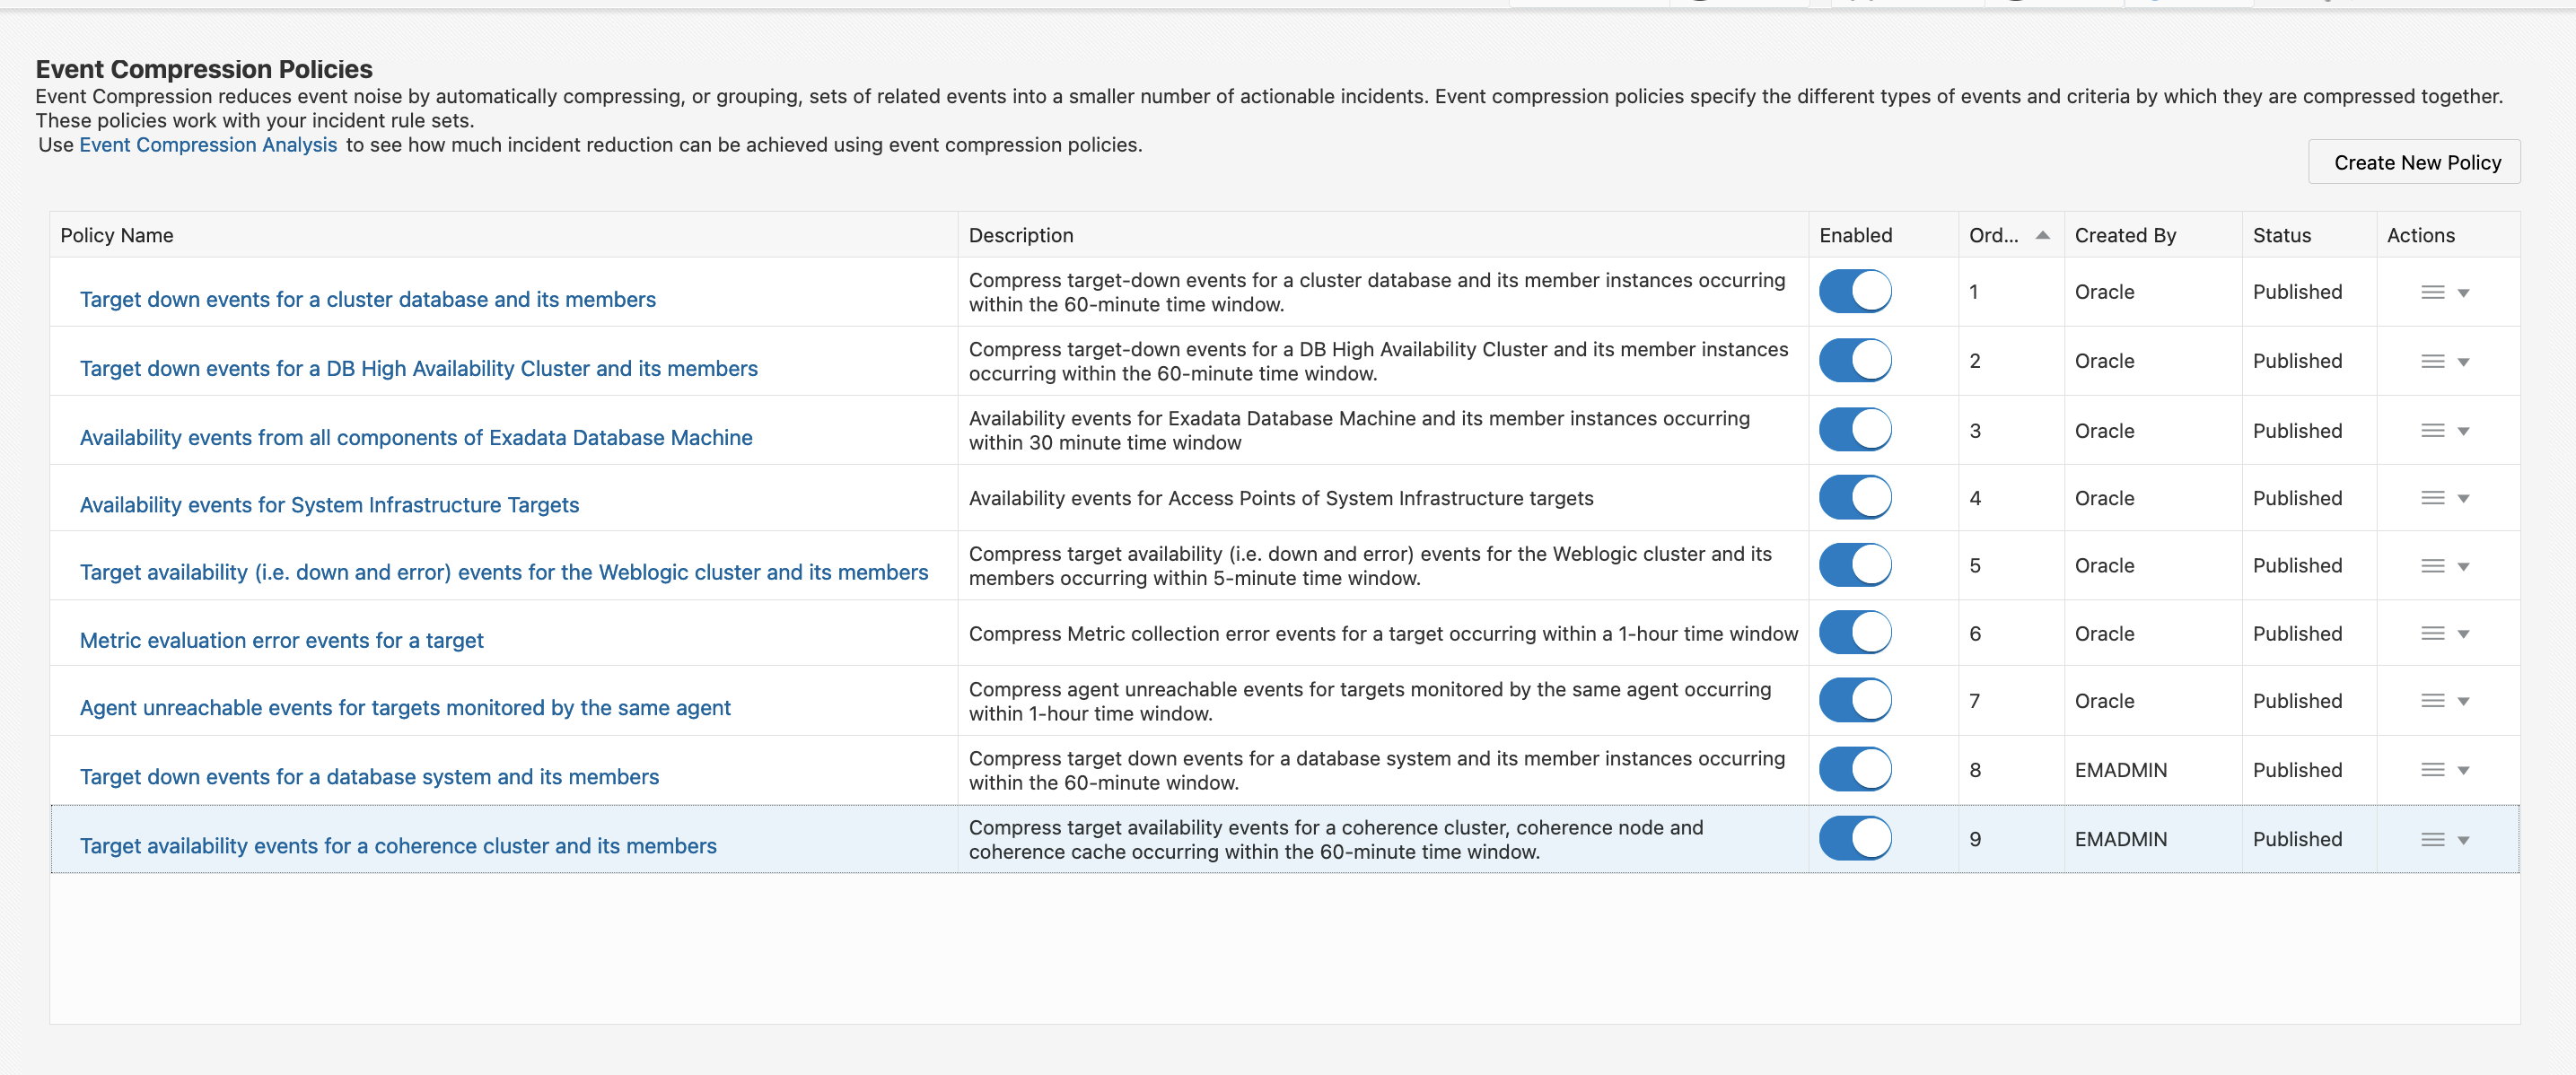 Event Compression Policies
Event Compression reduces event noise by automatically compressing, or grouping, sets of related events into a smaller number of actionable incidents. Event compression policies specify the different types of events and criteria by which they are compressed together.
These policies work with your incident rule sets.
Use Event Compression Analysis to see how much incident reduction can be achieved using event compression policies.
Create New Policy
Policy Name Description Enabled Ord... Created By Status Actions
Target down events for a cluster database and its members
Compress target-down events for a cluster database and its member instances occurring
within the 60-minute time window.
1 Oracle Published
Target down events for a DB High Availability Cluster and its members
Compress target-down events for a DB High Availability Cluster and its member instances
occurring within the 60-minute time window.
2 Oracle Published
Availability events from all components of Exadata Database Machine
Availability events for Exadata Database Machine and its member instances occurring
within 30 minute time window
3 Oracle Published
Availability events for System Infrastructure Targets
Availability events for Access Points of System Infrastructure targets
4 Oracle Published
Target availability (i.e. down and error) events for the Weblogic cluster and its members
Compress target availability (i.e. down and error) events for the Weblogic cluster and its
members occurring within 5-minute time window.
5 Oracle Published
Metric evaluation error events for a target
Compress Metric collection error events for a target occurring within a 1-hour time window
6 Oracle Published
Agent unreachable events for targets monitored by the same agent
Compress agent unreachable events for targets monitored by the same agent occurring
within 1-hour time window.
7 Oracle Published
Target down events for a database system and its members
Compress target down events for a database system and its member instances occurring
within the 60-minute window.
8 EMADMIN Published
Target availability events for a coherence cluster and its members
Compress target availability events for a coherence cluster, coherence node and
coherence cache occurring within the 60-minute time window.
9 EMADMIN Published